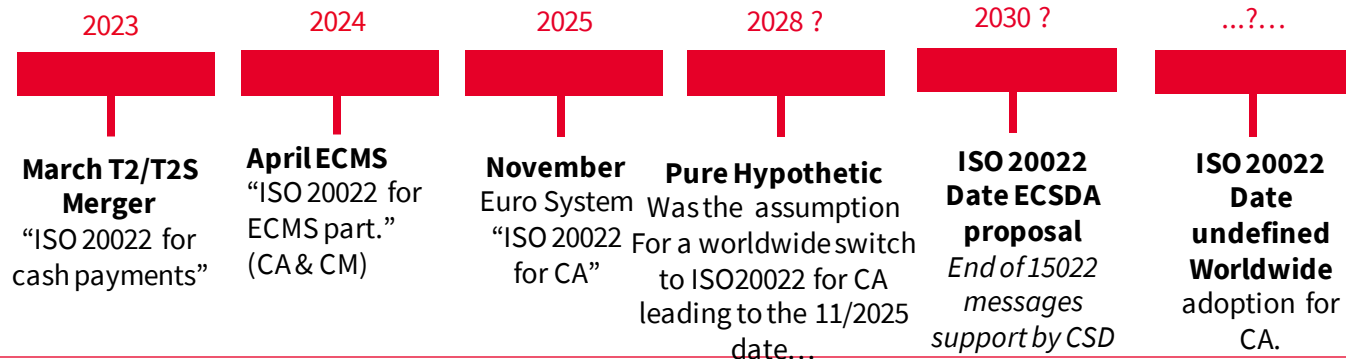 2023
2024
2025
2028 ?
2030 ?
...?...
March T2/T2S
Merger
“ISO 20022 for
cash payments”
April ECMS
“ISO 20022 for
ECMS part.”
(CA & CM)
November
Euro System
“ISO 20022
for CA”
Pure Hypothetic
Was the assumption
For a worldwide switch
to ISO20022 for CA
leading to the 11/2025
date...
ISO 20022
Date ECSDA
proposal
End of 15022
messages
support by CSD
ISO 20022
Date
undefined
Worldwide
adoption for
CA.